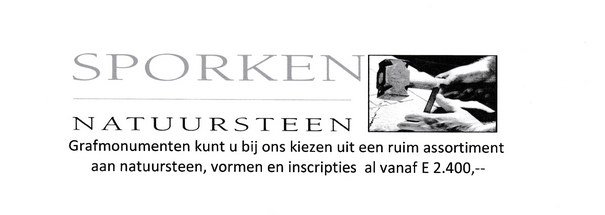 SPORKEN
NATUURSTEEN
Grafmonumenten kunt u bij ons kiezen uit een ruim assortiment
aan natuursteen, vormen en inscripties al vanaf E 2.400,--